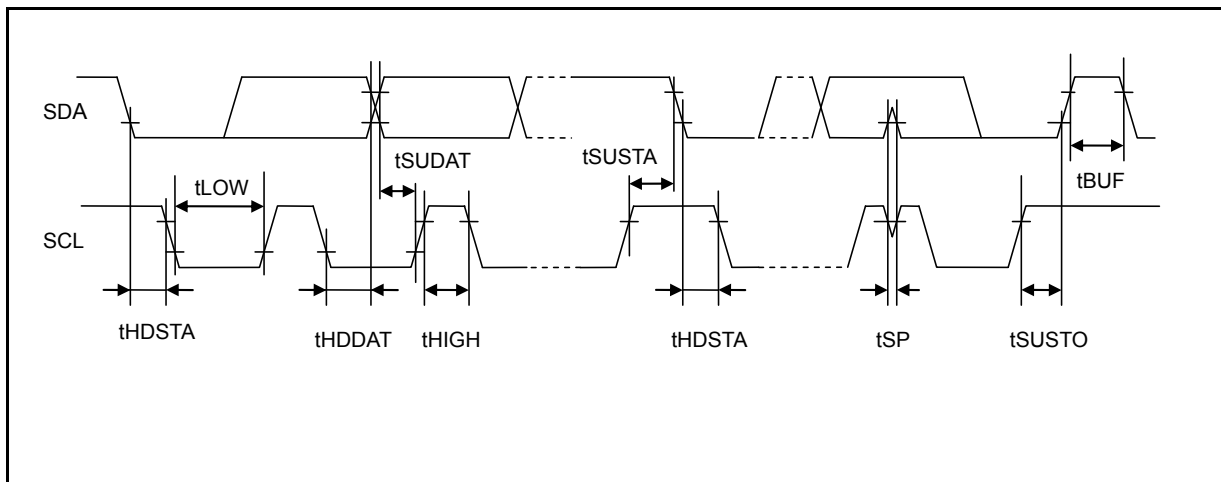 SDA
tSUDAT
tSUSTA
tLOW
tBUF
SCL
tHDSTA
tHDDAT
tHIGH
tHDSTA
tSP
tSUSTO